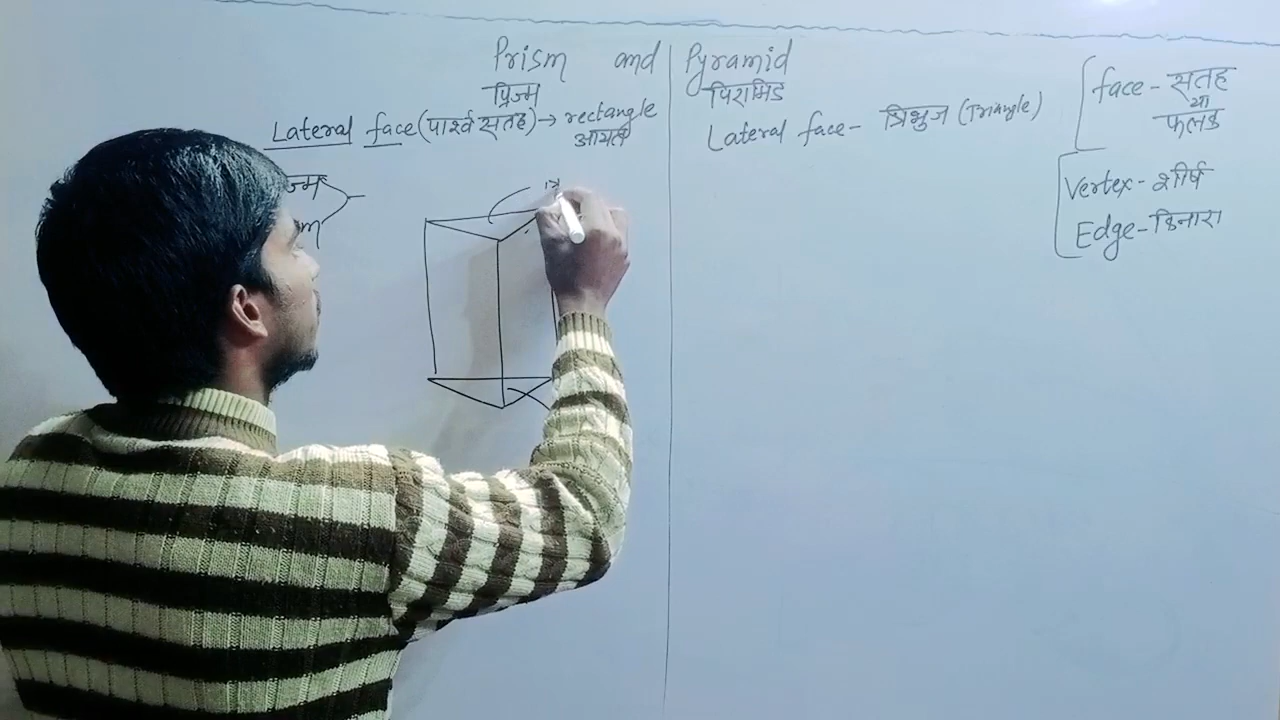 Prism and Pyramid
प्रिज्म पिरामिड
Lateral face (पार्श्व सतह) → rectangle
आयत
Lateral face - त्रिभुज (Triangle)
face - सतह
या
फलक
Vertex - शीर्ष
Edge - किनारा